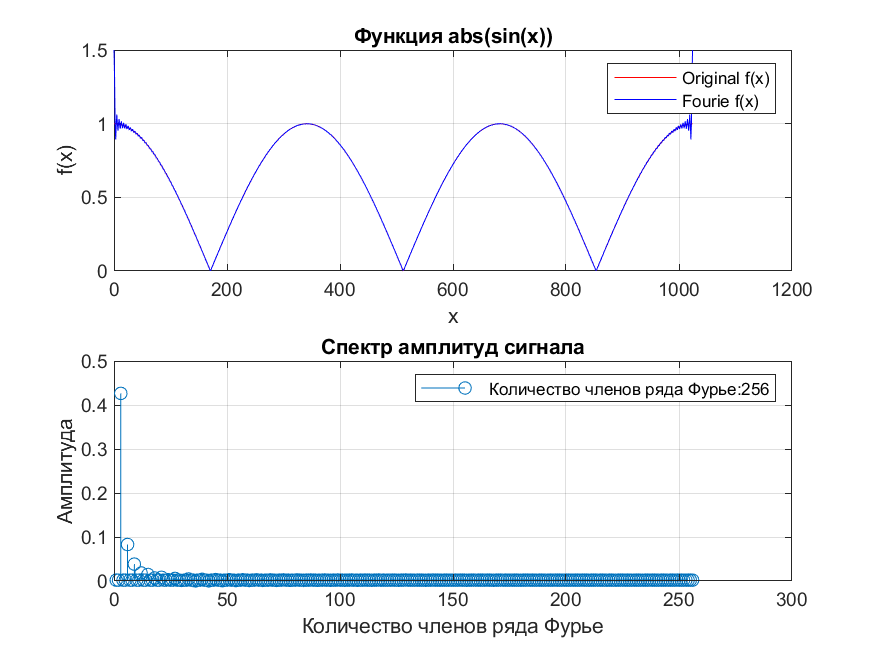 Функция abs(sin(x))
1.5
1
0.5
0
f(x)
Original f(x)
Fourie f(x)
0 200 400 600 800 1000 1200
x
Спектр амплитуд сигнала
0.5
0.4
0.3
0.2
0.1
0
Амплитуда
Количество членов ряда Фурье:256
0 50 100 150 200 250 300
Количество членов ряда Фурье